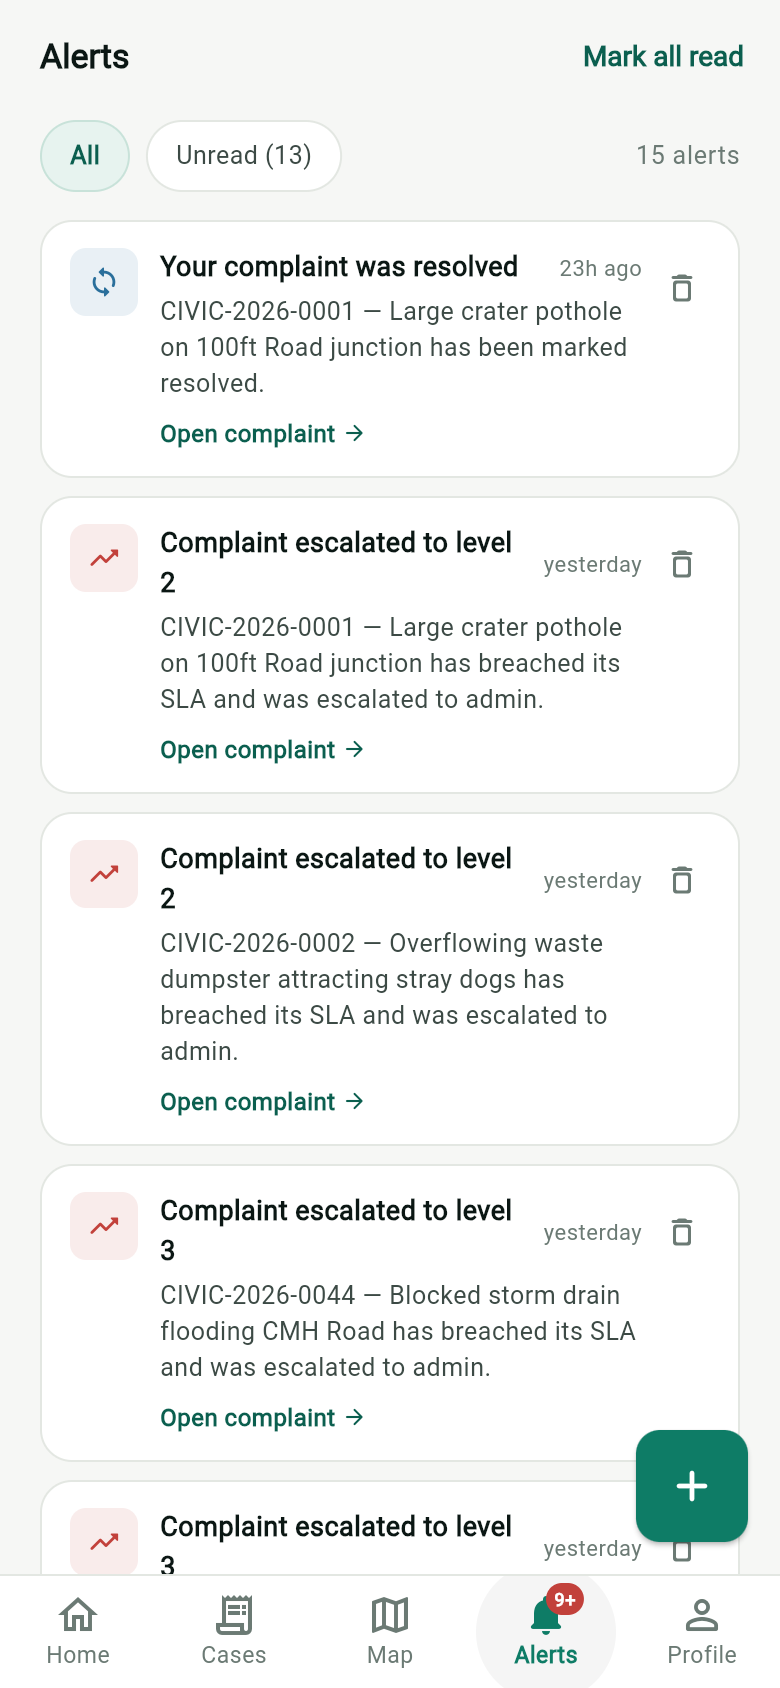 Alerts
Mark all read
All
Unread (13)
15 alerts
Your complaint was resolved
23h ago
CIVIC-2026-0001 — Large crater pothole
on 100ft Road junction has been marked
resolved.
Open complaint →
Complaint escalated to level
2
yesterday
CIVIC-2026-0001 — Large crater pothole
on 100ft Road junction has breached its
SLA and was escalated to admin.
Open complaint →
Complaint escalated to level
2
yesterday
CIVIC-2026-0002 — Overflowing waste
dumpster attracting stray dogs has
breached its SLA and was escalated to
admin.
Open complaint →
Complaint escalated to level
3
yesterday
CIVIC-2026-0044 — Blocked storm drain
flooding CMH Road has breached its SLA
and was escalated to admin.
Open complaint →
Complaint escalated to level
3
yesterday
9+
Home
Cases
Map
Alerts
Profile